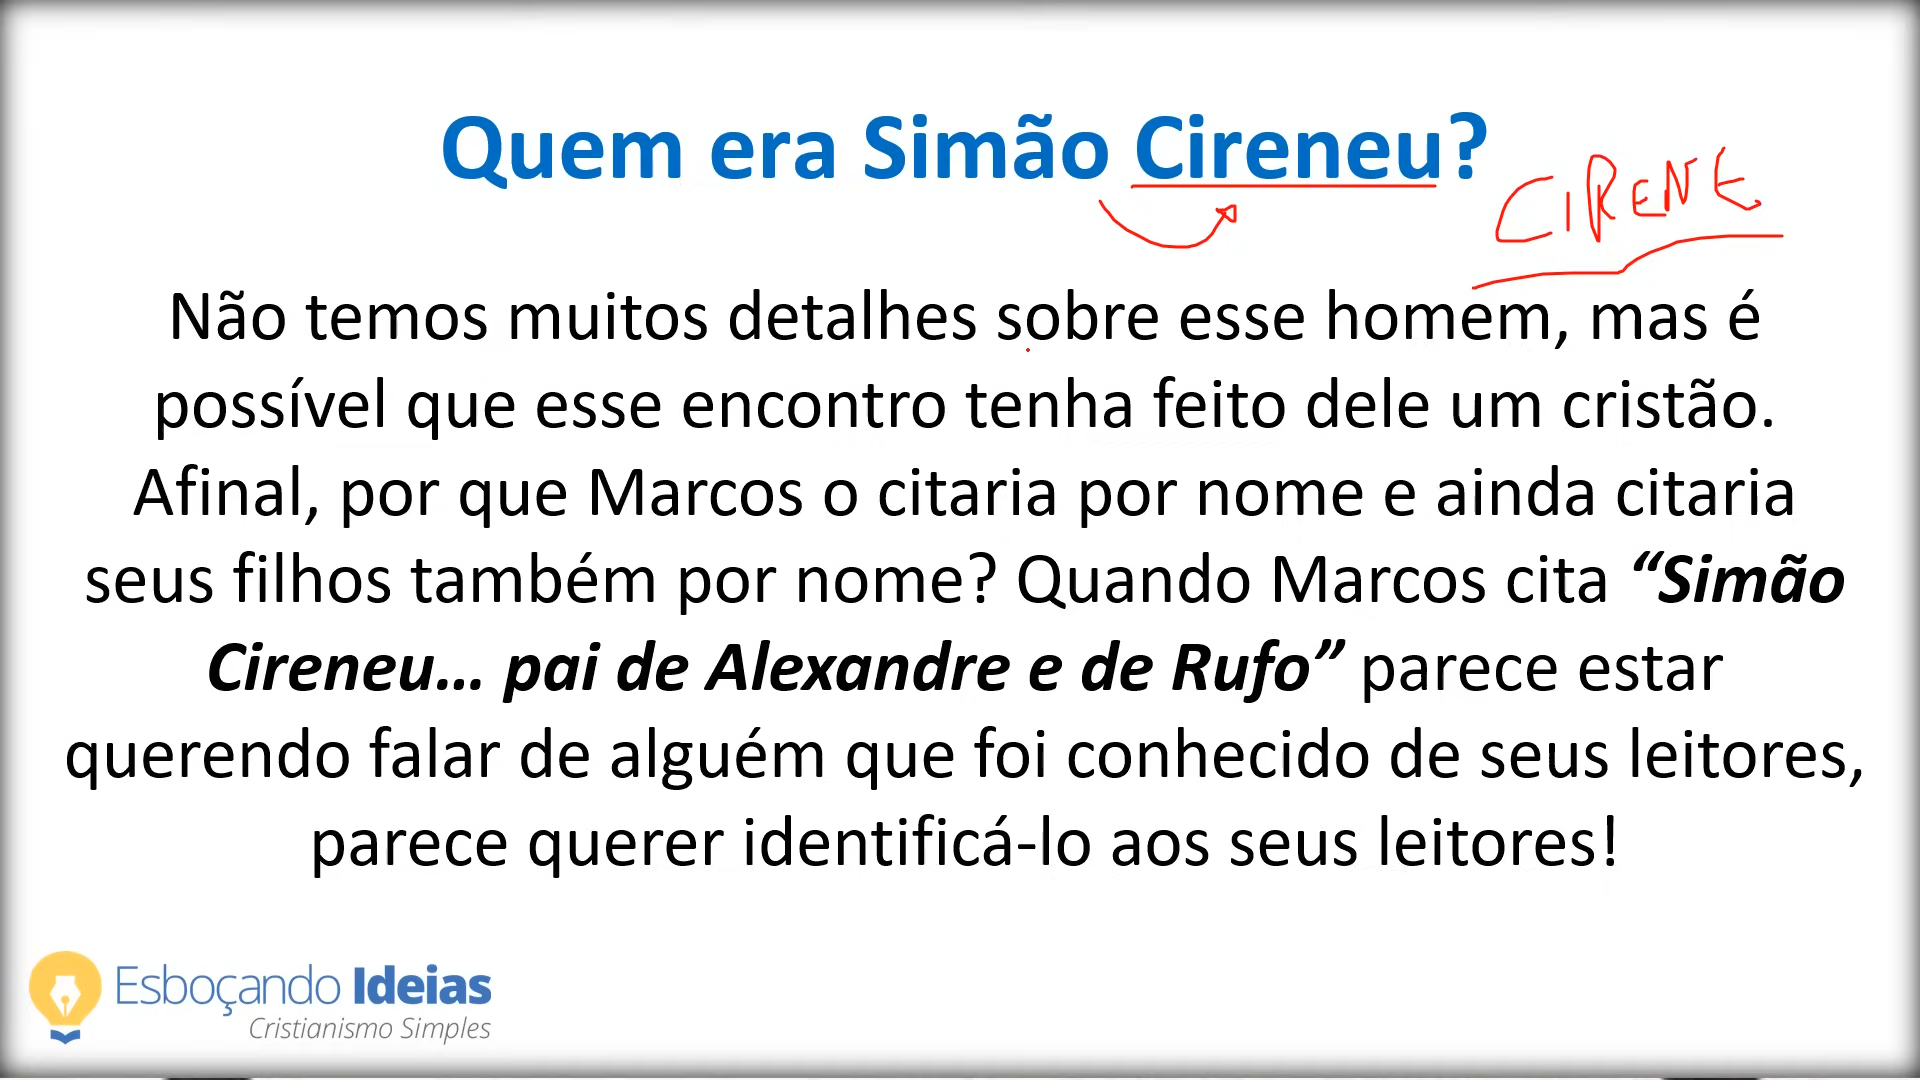 Quem era Simão Cireneu?
CIRENE
Não temos muitos detalhes sobre esse homem, mas é
possível que esse encontro tenha feito dele um cristão.
Afinal, por que Marcos o citaria por nome e ainda citaria
seus filhos também por nome? Quando Marcos cita “Simão
Cireneu... pai de Alexandre e de Rufo” parece estar
querendo falar de alguém que foi conhecido de seus leitores,
parece querer identificá-lo aos seus leitores!
Esboçando Ideias
Cristianismo Simples